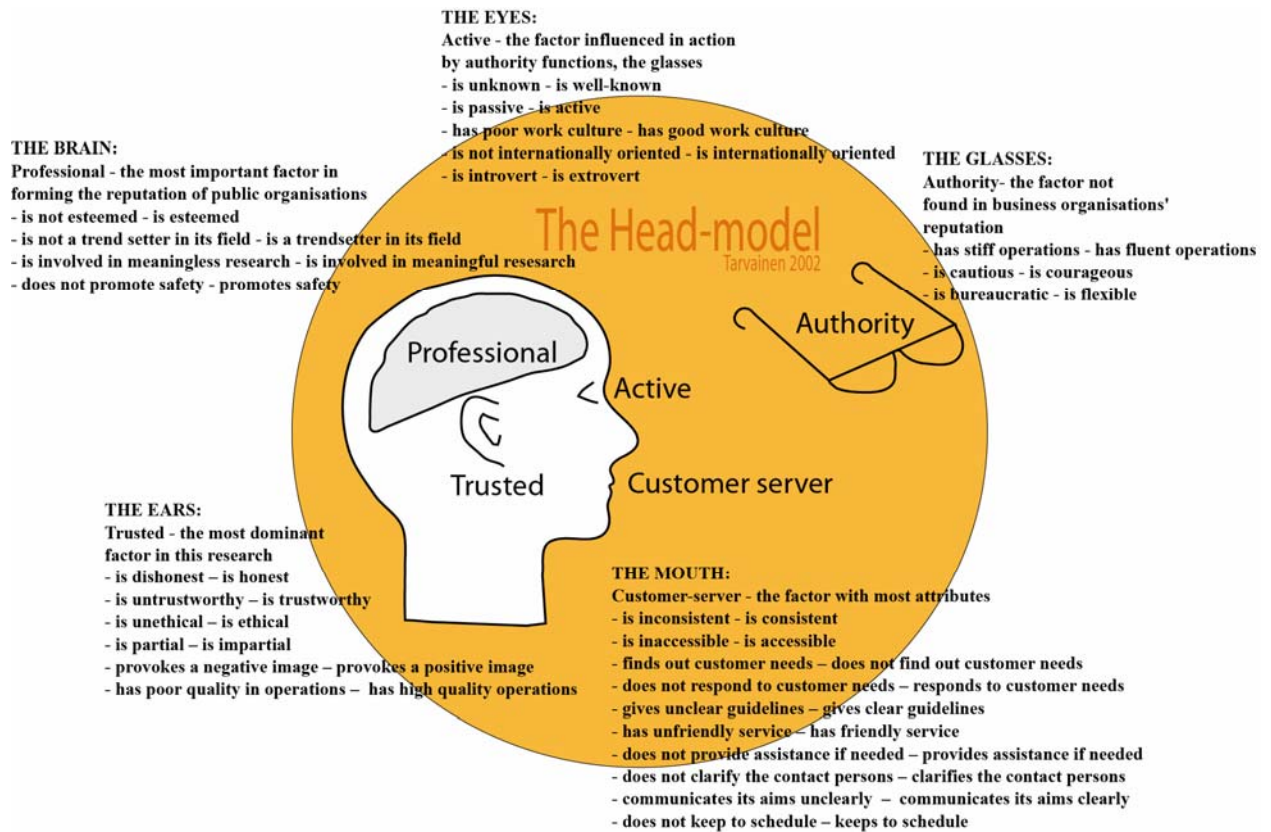 THE EYES:
Active - the factor influenced in action
by authority functions, the glasses
- is unknown - is well-known
- is passive - is active
- has poor work culture - has good work culture
- is not internationally oriented - is internationally oriented
- is introvert - is extrovert
THE BRAIN:
Professional - the most important factor in
forming the reputation of public organisations
- is not esteemed - is esteemed
- is not a trend setter in its field - is a trendsetter in its field
- is involved in meaningless research - is involved in meaningful resesarch
- does not promote safety - promotes safety
THE GLASSES:
Authority- the factor not
found in business organisations'
reputation
- has stiff operations - has fluent operations
- is cautious - is courageous
- is bureaucratic - is flexible
The Head-model
Tarvainen 2002
Authority
Professional
Active
Trusted
Customer server
THE EARS:
Trusted - the most dominant
factor in this research
- is dishonest – is honest
- is untrustworthy – is trustworthy
- is unethical – is ethical
- is partial – is impartial
- provokes a negative image – provokes a positive image
- has poor quality in operations – has high quality operations
THE MOUTH:
Customer-server - the factor with most attributes
- is inconsistent - is consistent
- is inaccessible - is accessible
- finds out customer needs – does not find out customer needs
- does not respond to customer needs – responds to customer needs
- gives unclear guidelines – gives clear guidelines
- has unfriendly service – has friendly service
- does not provide assistance if needed – provides assistance if needed
- does not clarify the contact persons – clarifies the contact persons
- communicates its aims unclearly – communicates its aims clearly
- does not keep to schedule – keeps to schedule